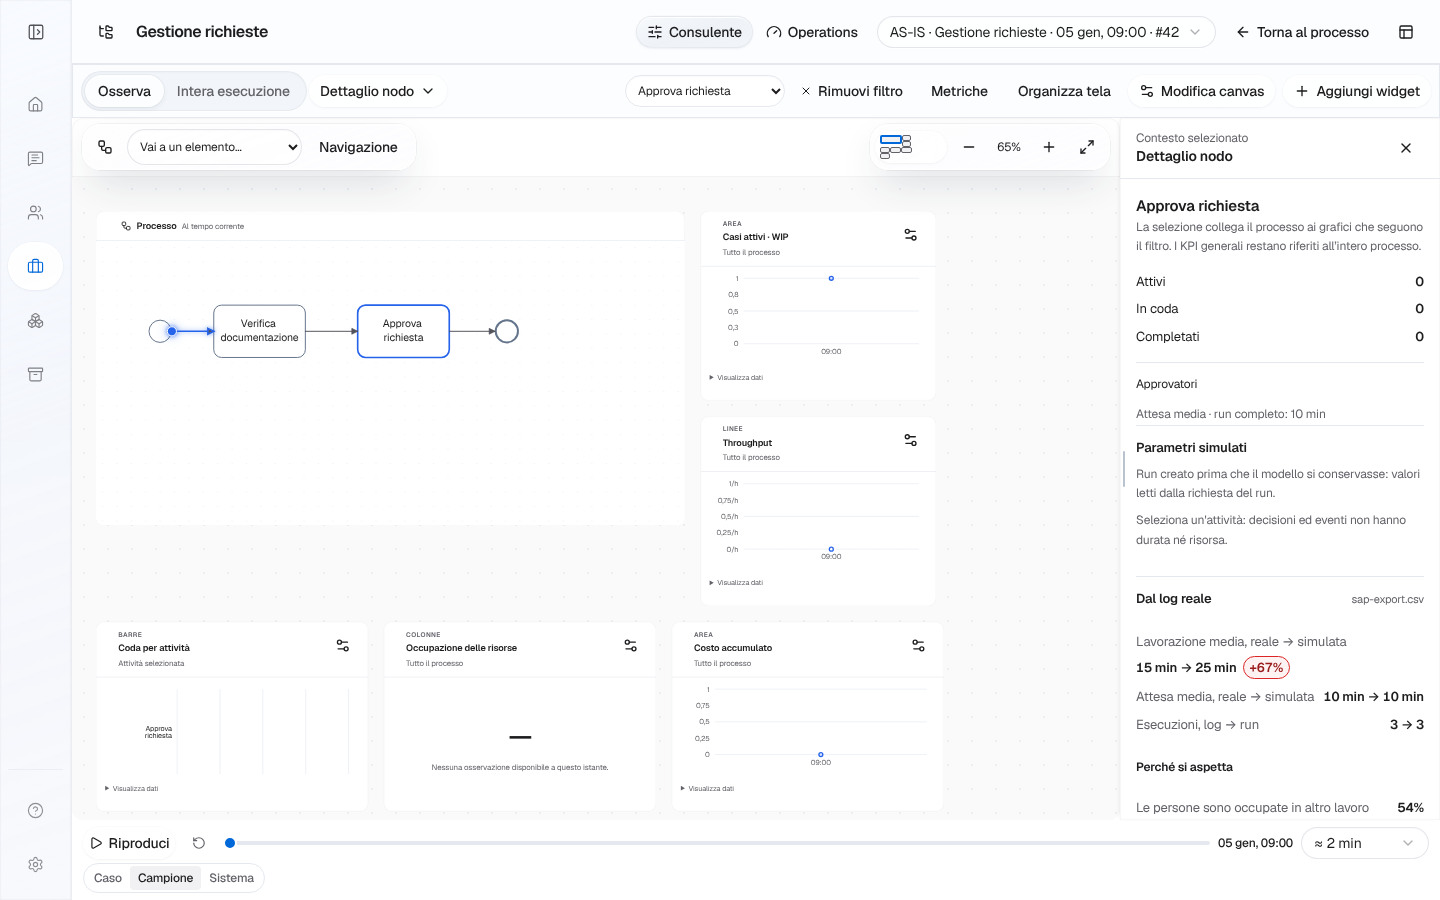 Gestione richieste
Consulente
Operations
AS-IS · Gestione richieste · 05 gen, 09:00 · #42
Torna al processo
Osserva
Intera esecuzione
Dettaglio nodo
Approva richiesta
Rimuovi filtro
Metriche
Organizza tela
Modifica canvas
Aggiungi widget
Vai a un elemento...
Navigazione
65%
Contesto selezionato
Dettaglio nodo
Processo Al tempo corrente
Verifica
documentazione
Approva
richiesta
AREA
Casi attivi · WIP
Tutto il processo
1
0,8
0,5
0,3
0
09:00
Visualizza dati
LINEE
Throughput
Tutto il processo
1/h
0,75/h
0,5/h
0,25/h
0/h
09:00
Visualizza dati
BARRE
Coda per attività
Attività selezionata
Approva
richiesta
Visualizza dati
COLONNE
Occupazione delle risorse
Tutto il processo
—
Nessuna osservazione disponibile a questo istante.
AREA
Costo accumulato
Tutto il processo
1
0,75
0,5
0,25
0
09:00
Visualizza dati
Approva richiesta
La selezione collega il processo ai grafici che seguono
il filtro. I KPI generali restano riferiti all'intero processo.
Attivi 0
In coda 0
Completati 0
Approvatori
Attesa media · run completo: 10 min
Parametri simulati
Run creato prima che il modello si conservasse: valori
letti dalla richiesta del run.
Seleziona un'attività: decisioni ed eventi non hanno
durata né risorsa.
Dal log reale sap-export.csv
Lavorazione media, reale → simulata
15 min → 25 min +67%
Attesa media, reale → simulata 10 min → 10 min
Esecuzioni, log → run 3 → 3
Perché si aspetta
Le persone sono occupate in altro lavoro 54%
Riproduci
05 gen, 09:00
≈ 2 min
Caso
Campione
Sistema